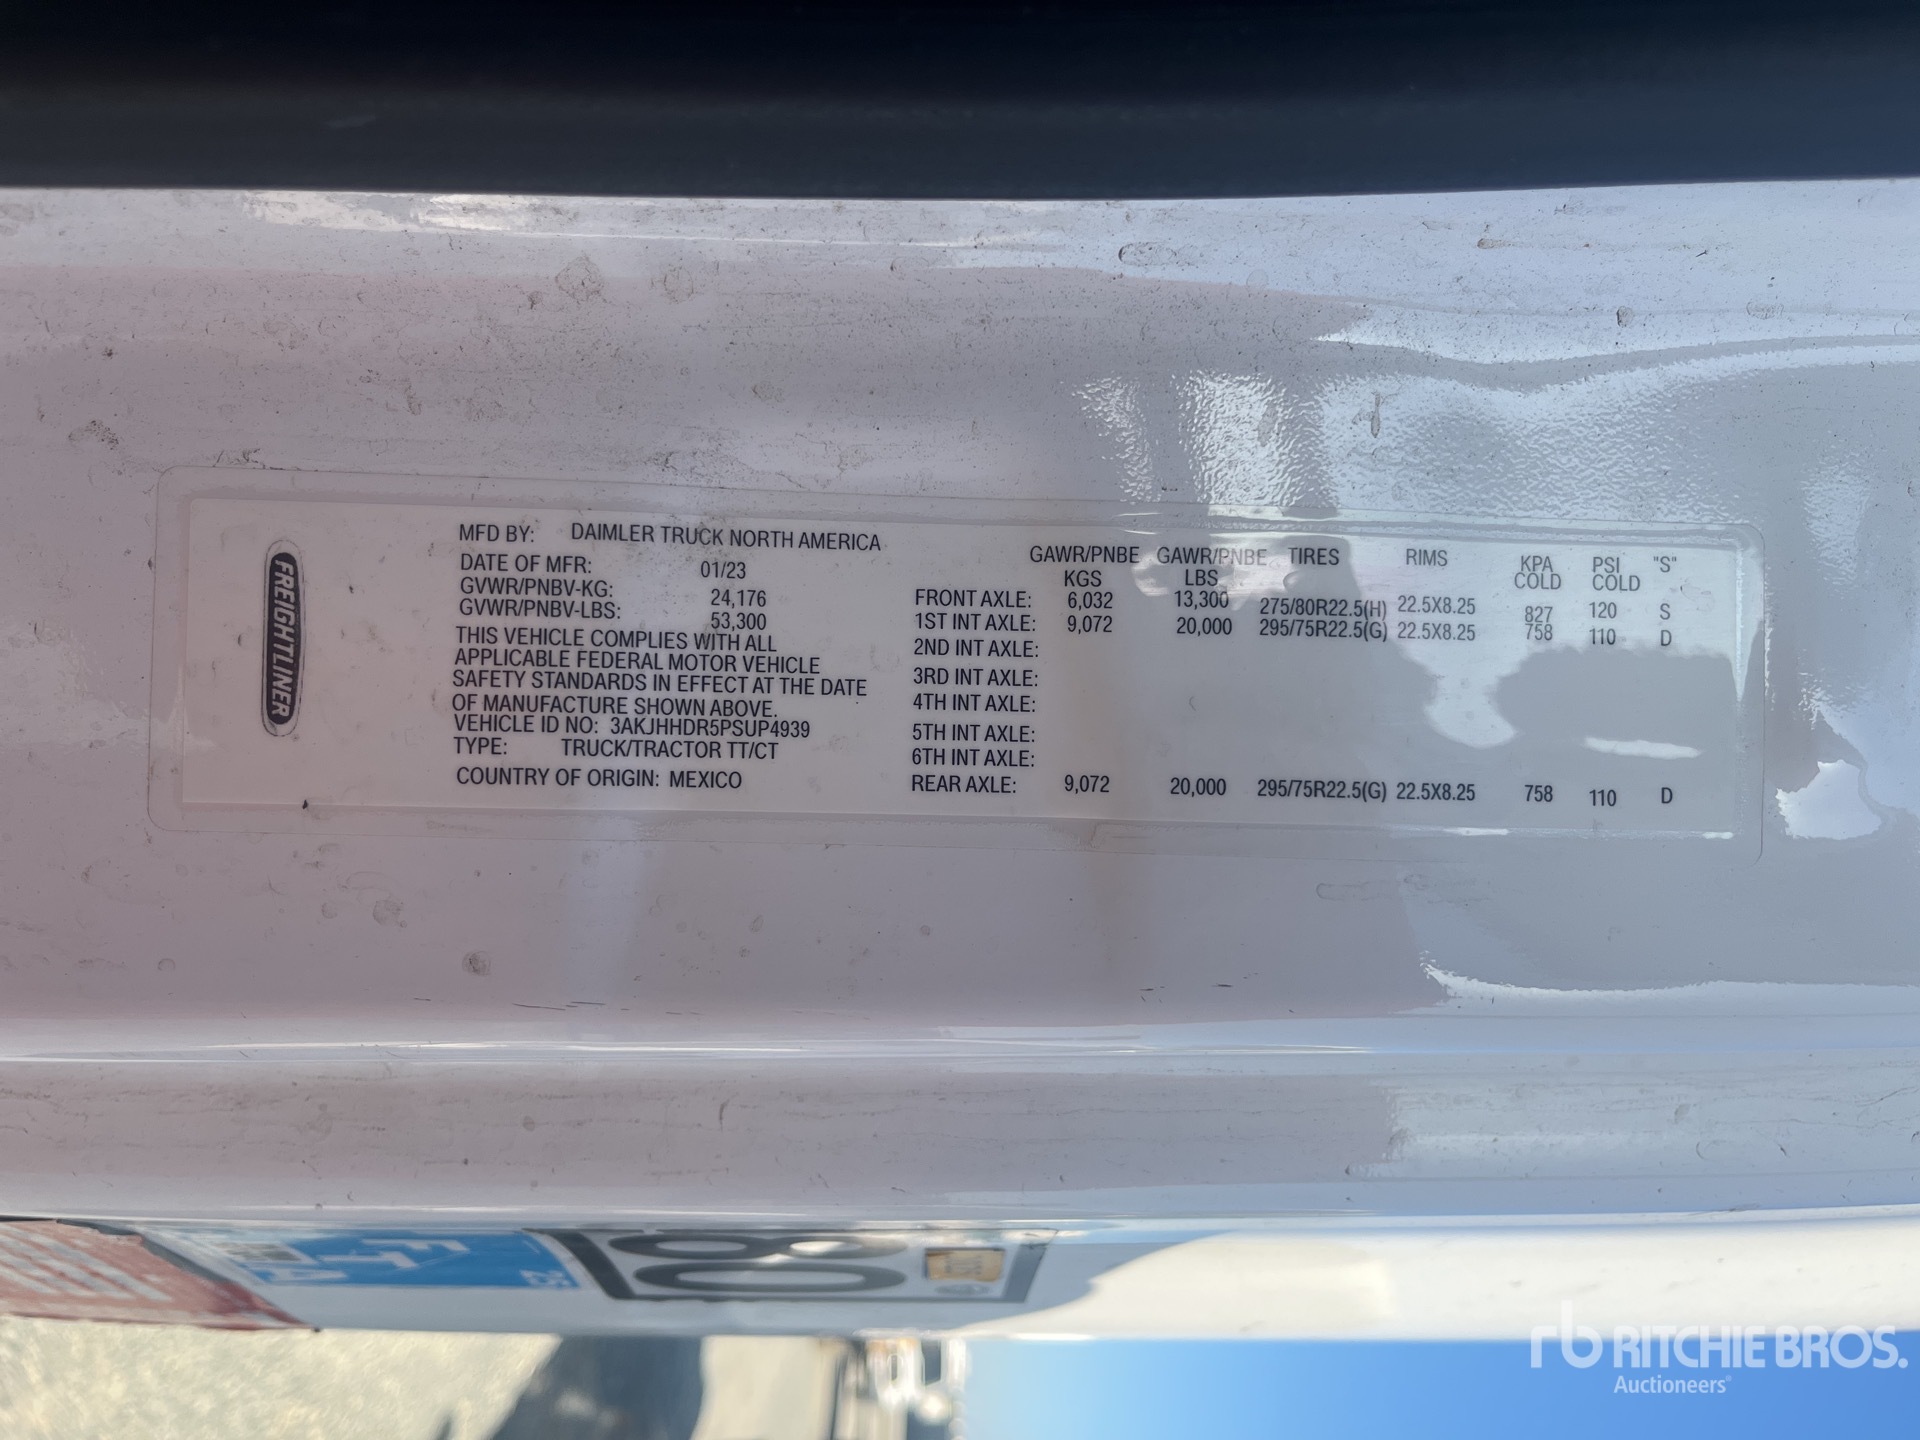 FREIGHTLINER
MFD BY: DAIMLER TRUCK NORTH AMERICA
DATE OF MFR: 01/23
GVWR/PNBV-KG: 24,176
GVWR/PNBV-LBS: 53,300
THIS VEHICLE COMPLIES WITH ALL
APPLICABLE FEDERAL MOTOR VEHICLE
SAFETY STANDARDS IN EFFECT AT THE DATE
OF MANUFACTURE SHOWN ABOVE.
VEHICLE ID NO: 3AKJHHDR5PSUP4939
TYPE: TRUCK/TRACTOR TT/CT
COUNTRY OF ORIGIN: MEXICO
GAWR/PNBE GAWR/PNBE TIRES RIMS KPA PSI "S"
KGS LBS COLD COLD
FRONT AXLE: 6,032 13,300 275/80R22.5(H) 22.5X8.25 827 120 S
1ST INT AXLE: 9,072 20,000 295/75R22.5(G) 22.5X8.25 758 110 D
2ND INT AXLE:
3RD INT AXLE:
4TH INT AXLE:
5TH INT AXLE:
6TH INT AXLE:
REAR AXLE: 9,072 20,000 295/75R22.5(G) 22.5X8.25 758 110 D
80
rb RITCHIE BROS.
Auctioneers®